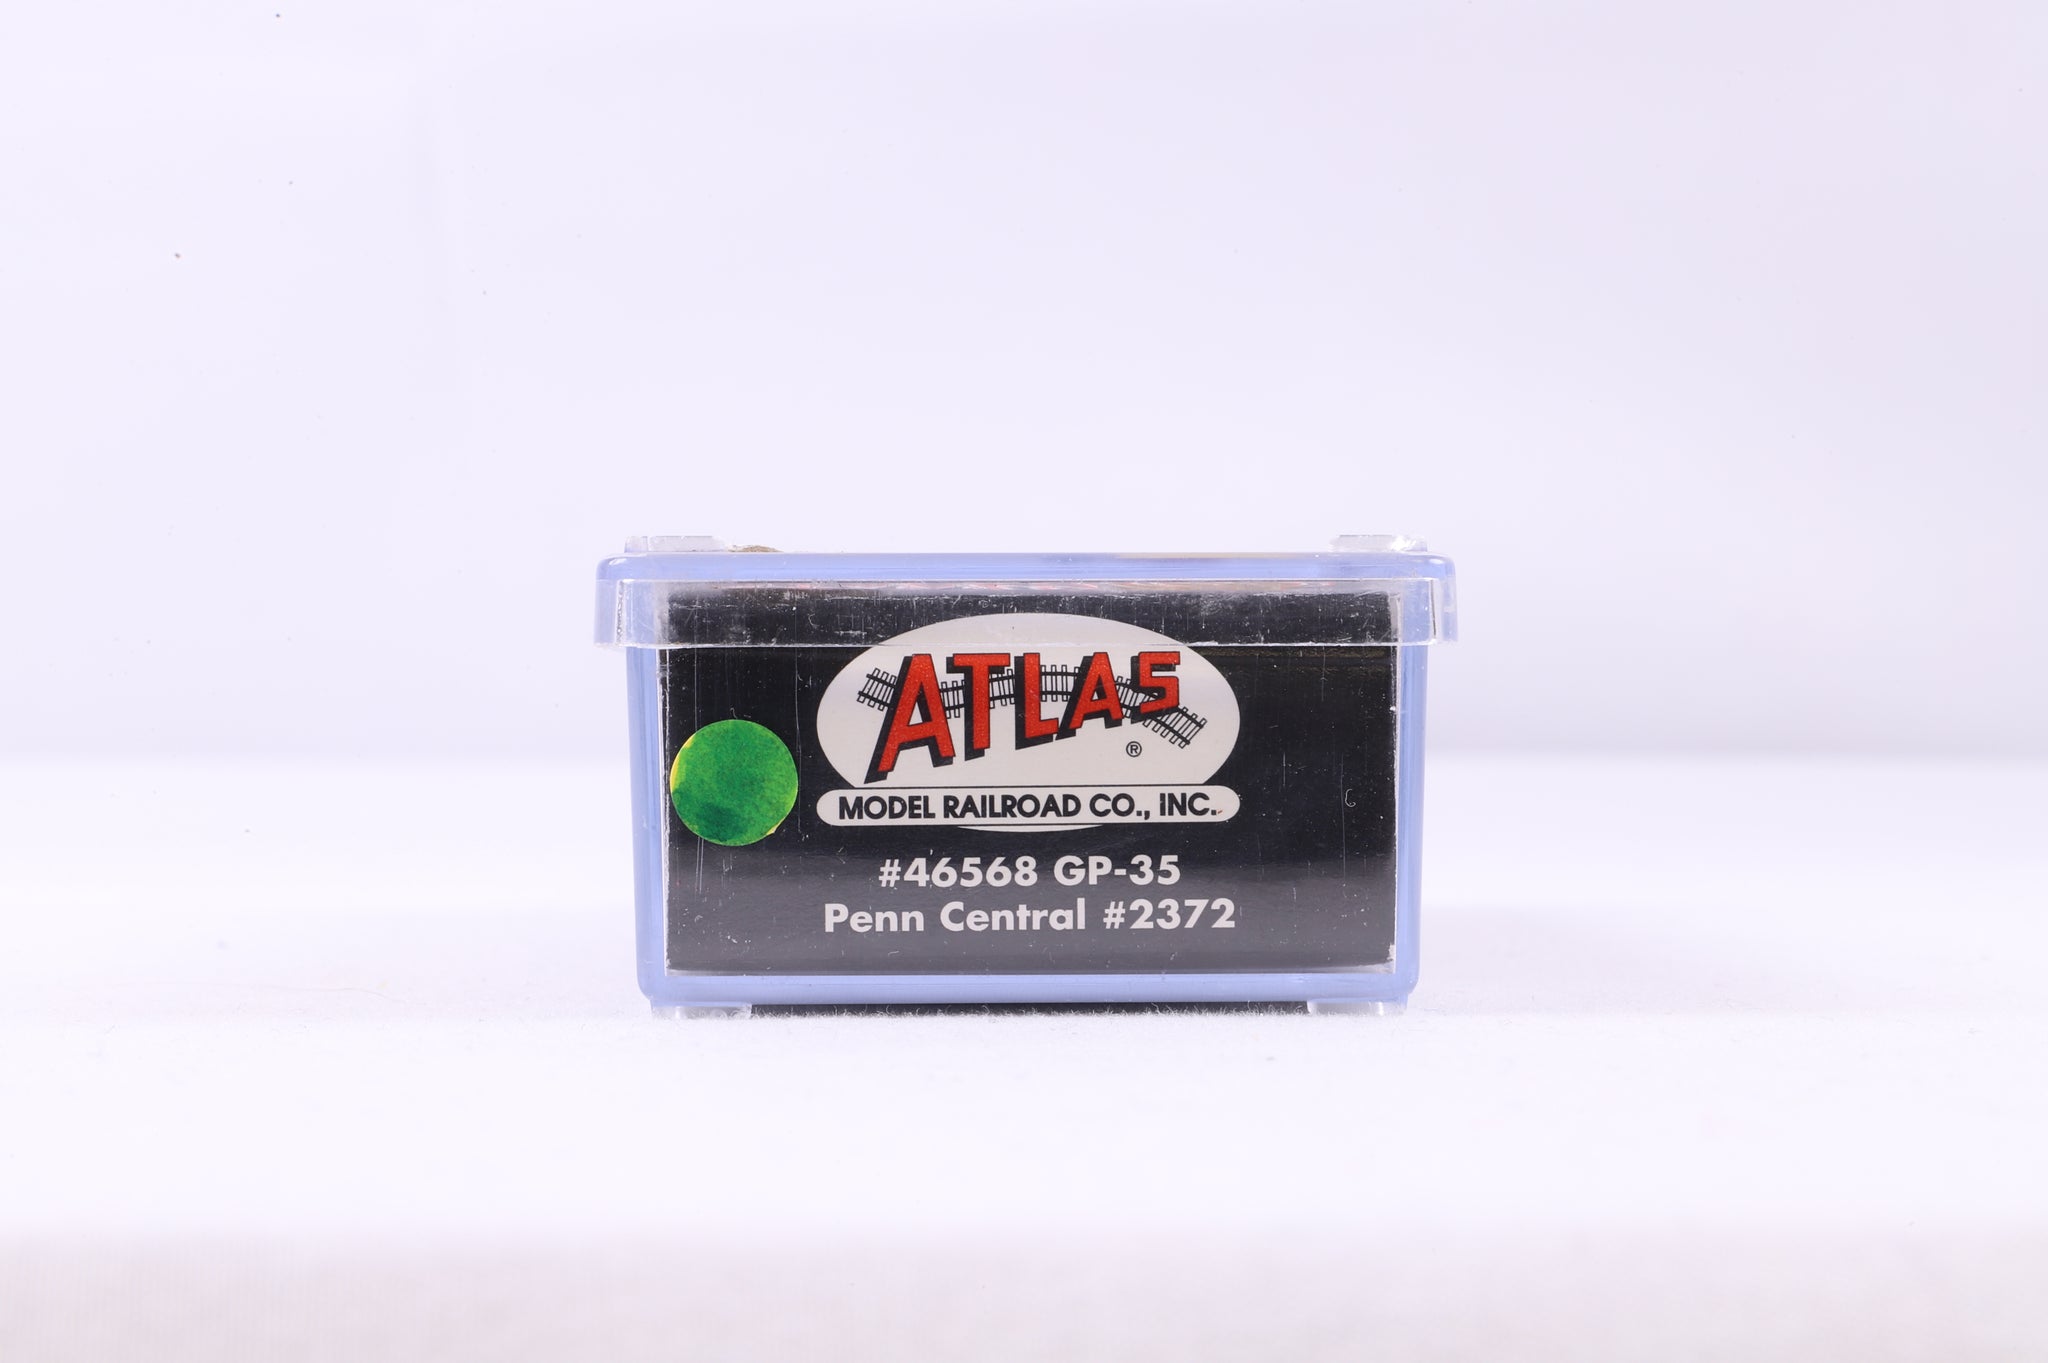 ATLAS
®
MODEL RAILROAD CO., INC.
#46568 GP-35
Penn Central #2372